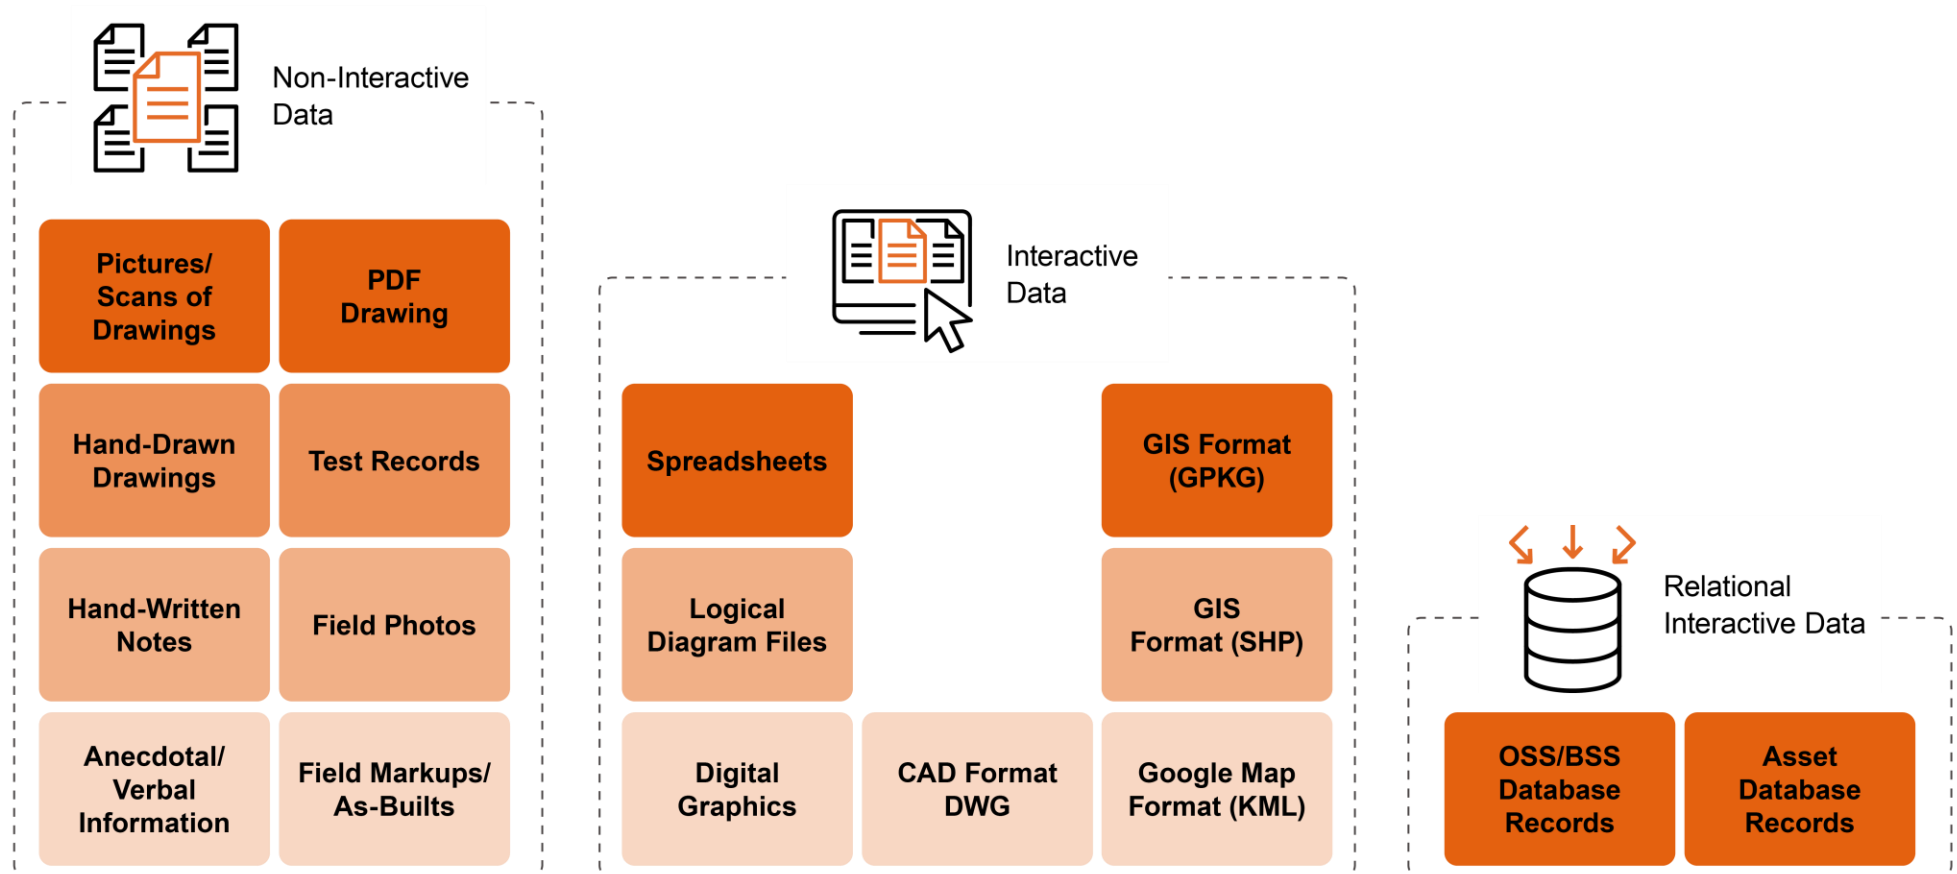 Non-Interactive
Data
Pictures/
Scans of
Drawings
PDF
Drawing
Hand-Drawn
Drawings
Test Records
Hand-Written
Notes
Field Photos
Anecdotal/
Verbal
Information
Field Markups/
As-Builts
Interactive
Data
Spreadsheets
GIS Format
(GPKG)
Logical
Diagram Files
GIS
Format (SHP)
Digital
Graphics
CAD Format
DWG
Google Map
Format (KML)
Relational
Interactive Data
OSS/BSS
Database
Records
Asset
Database
Records